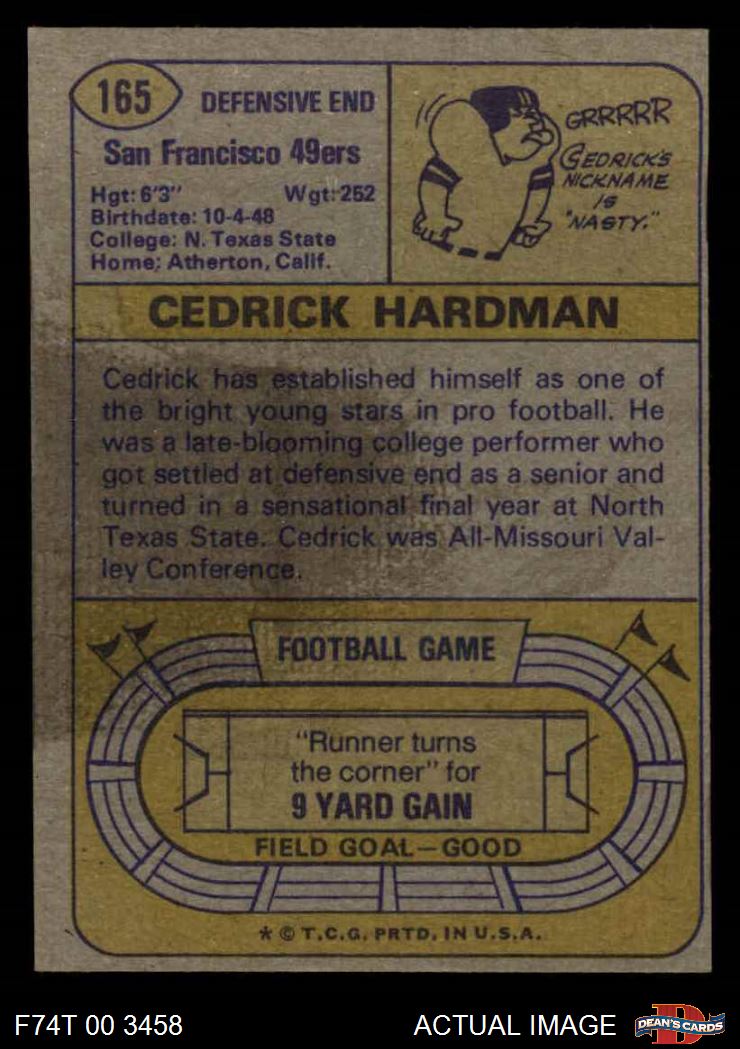 165
DEFENSIVE END
San Francisco 49ers
Hgt: 6'3" Wgt: 252
Birthdate: 10-4-48
College: N. Texas State
Home: Atherton, Calif.
GRRRRR
CEDRICK'S
NICKNAME
IS
"NASTY."
CEDRICK HARDMAN
Cedrick has established himself as one of
the bright young stars in pro football. He
was a late-blooming college performer who
got settled at defensive end as a senior and
turned in a sensational final year at North
Texas State. Cedrick was All-Missouri Val-
ley Conference.
FOOTBALL GAME
"Runner turns
the corner" for
9 YARD GAIN
FIELD GOAL—GOOD
* © T.C.G. PRTD. IN U.S.A.
F74T 00 3458
ACTUAL IMAGE
DEAN'S CARDS